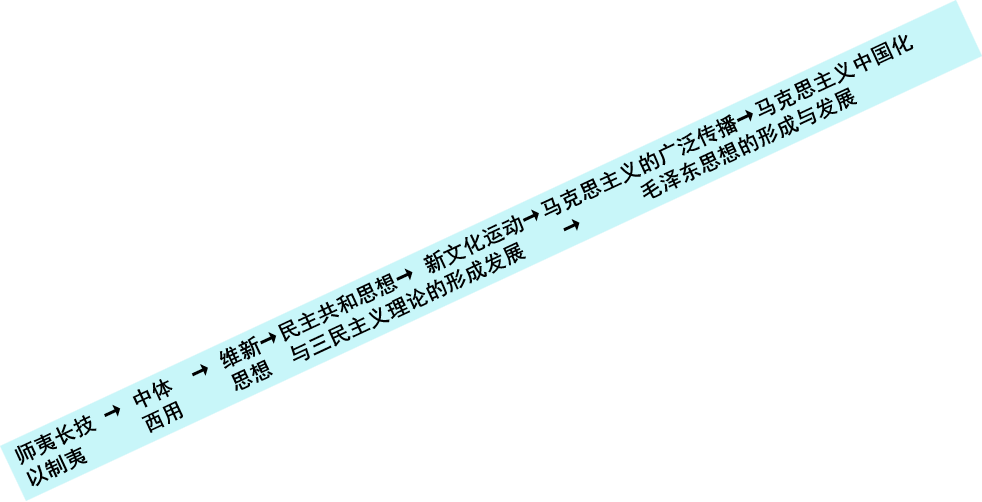 师夷长技 → 中体 → 维新→民主共和思想→ 新文化运动→马克思主义的广泛传播→马克思主义中国化
以制夷 西用 思想 与三民主义理论的形成发展 → 毛泽东思想的形成与发展